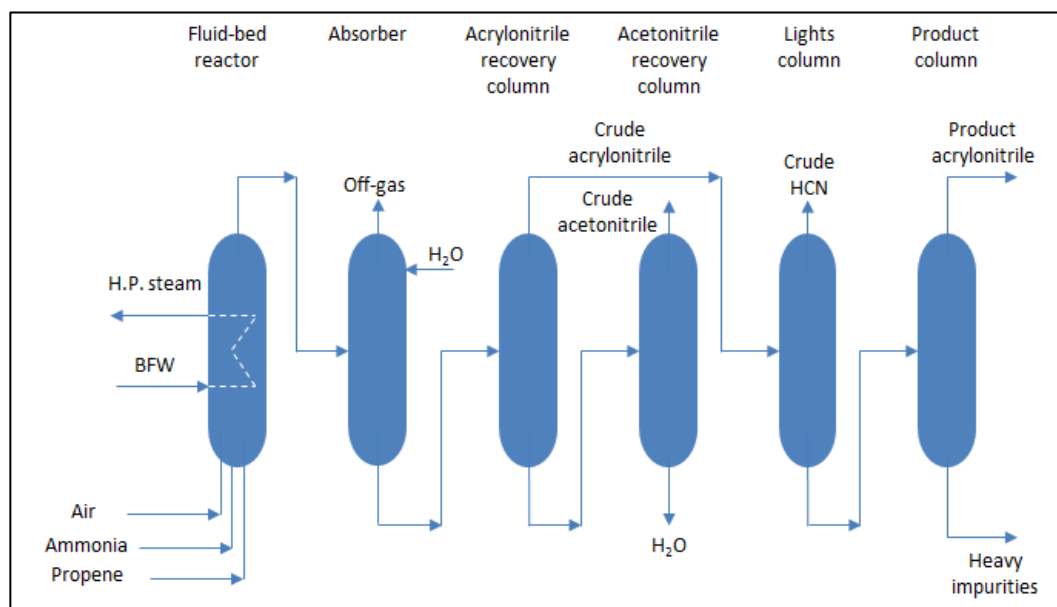 Fluid-bed
reactor
Absorber
Acrylonitrile
recovery
column
Acetonitrile
recovery
column
Lights
column
Product
column
Crude
acrylonitrile
Product
acrylonitrile
Off-gas
Crude
acetonitrile
Crude
HCN
H₂O
H.P. steam
BFW
Air
Ammonia
Propene
H₂O
Heavy
impurities